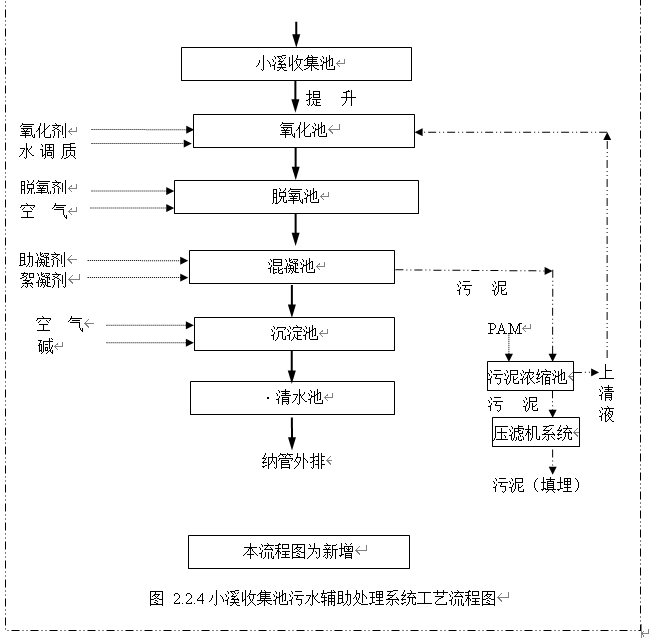 小溪收集池
提 升
氧化剂
水调质
氧化池
脱氧剂
空 气
脱氧池
助凝剂
絮凝剂
混凝池
污 泥
空 气
碱
沉淀池
PAM
·清水池
污泥浓缩池
上清液
污 泥
压滤机系统
纳管外排
污泥（填埋）
本流程图为新增
图 2.2.4小溪收集池污水辅助处理系统工艺流程图